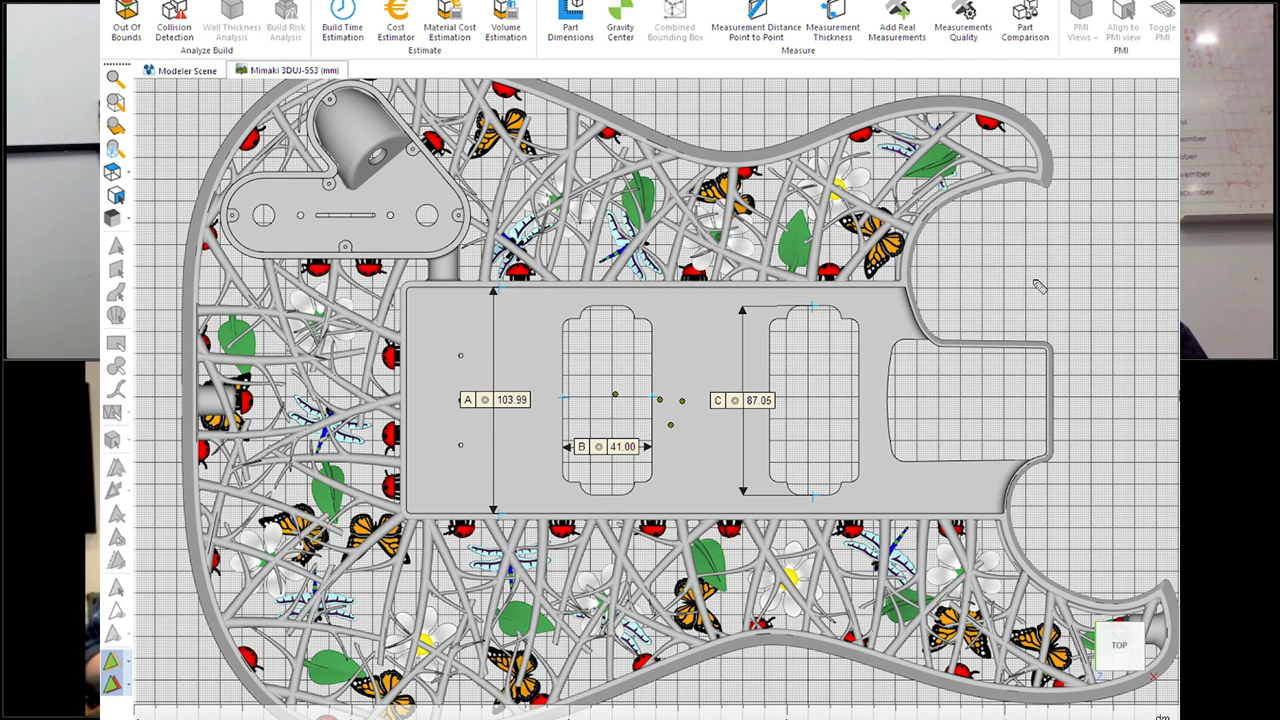 Out Of
Bounds
Collision
Detection
Wall Thickness
Analysis
Build Risk
Analysis
Build Time
Estimation
Cost
Estimator
Material Cost
Estimation
Volume
Estimation
Part
Dimensions
Gravity
Center
Combined
Bounding Box
Measurement Distance
Point to Point
Measurement
Thickness
Add Real
Measurements
Measurements
Quality
Part
Comparison
PMI
Views
Align to
PMI view
Toggle
PMI
Analyze Build
Estimate
Measure
PMI
Modeler Scene
Mimaki 3DUJ-553 (mm)
A 103.99
B 41.00
C 87.05
TOP
Z
X
dm